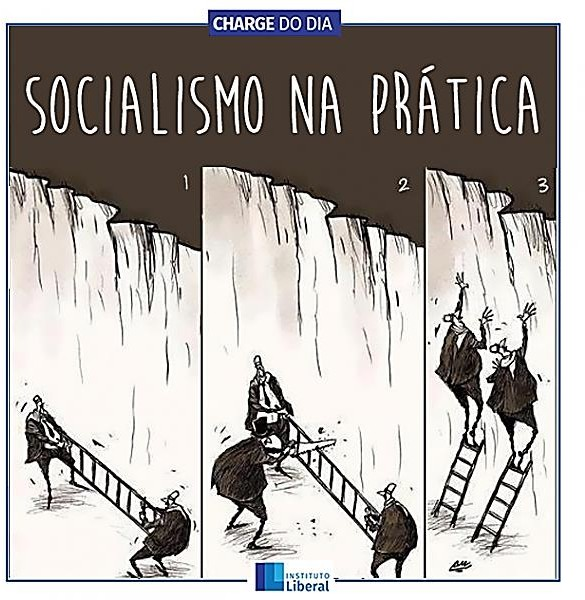 CHARGE DO DIA
SOCIALISMO NA PRÁTICA
1
2
3
INSTITUTO
Liberal